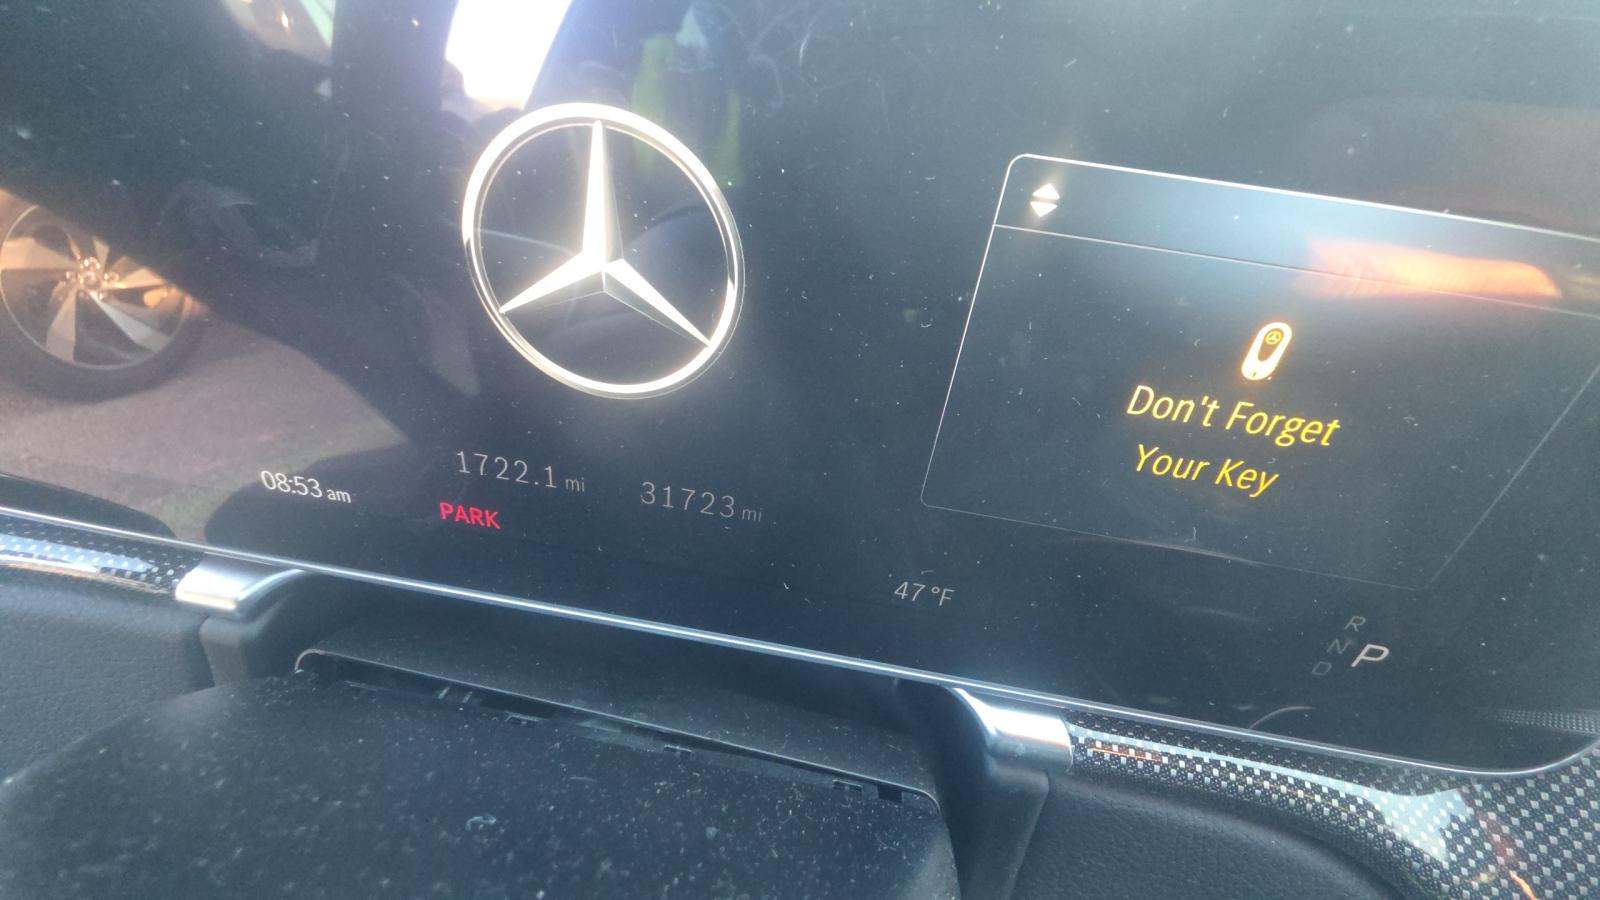 Don't Forget
Your Key
1722.1 mi
31723 mi
08:53 am
PARK
47 °F
R
N P
D